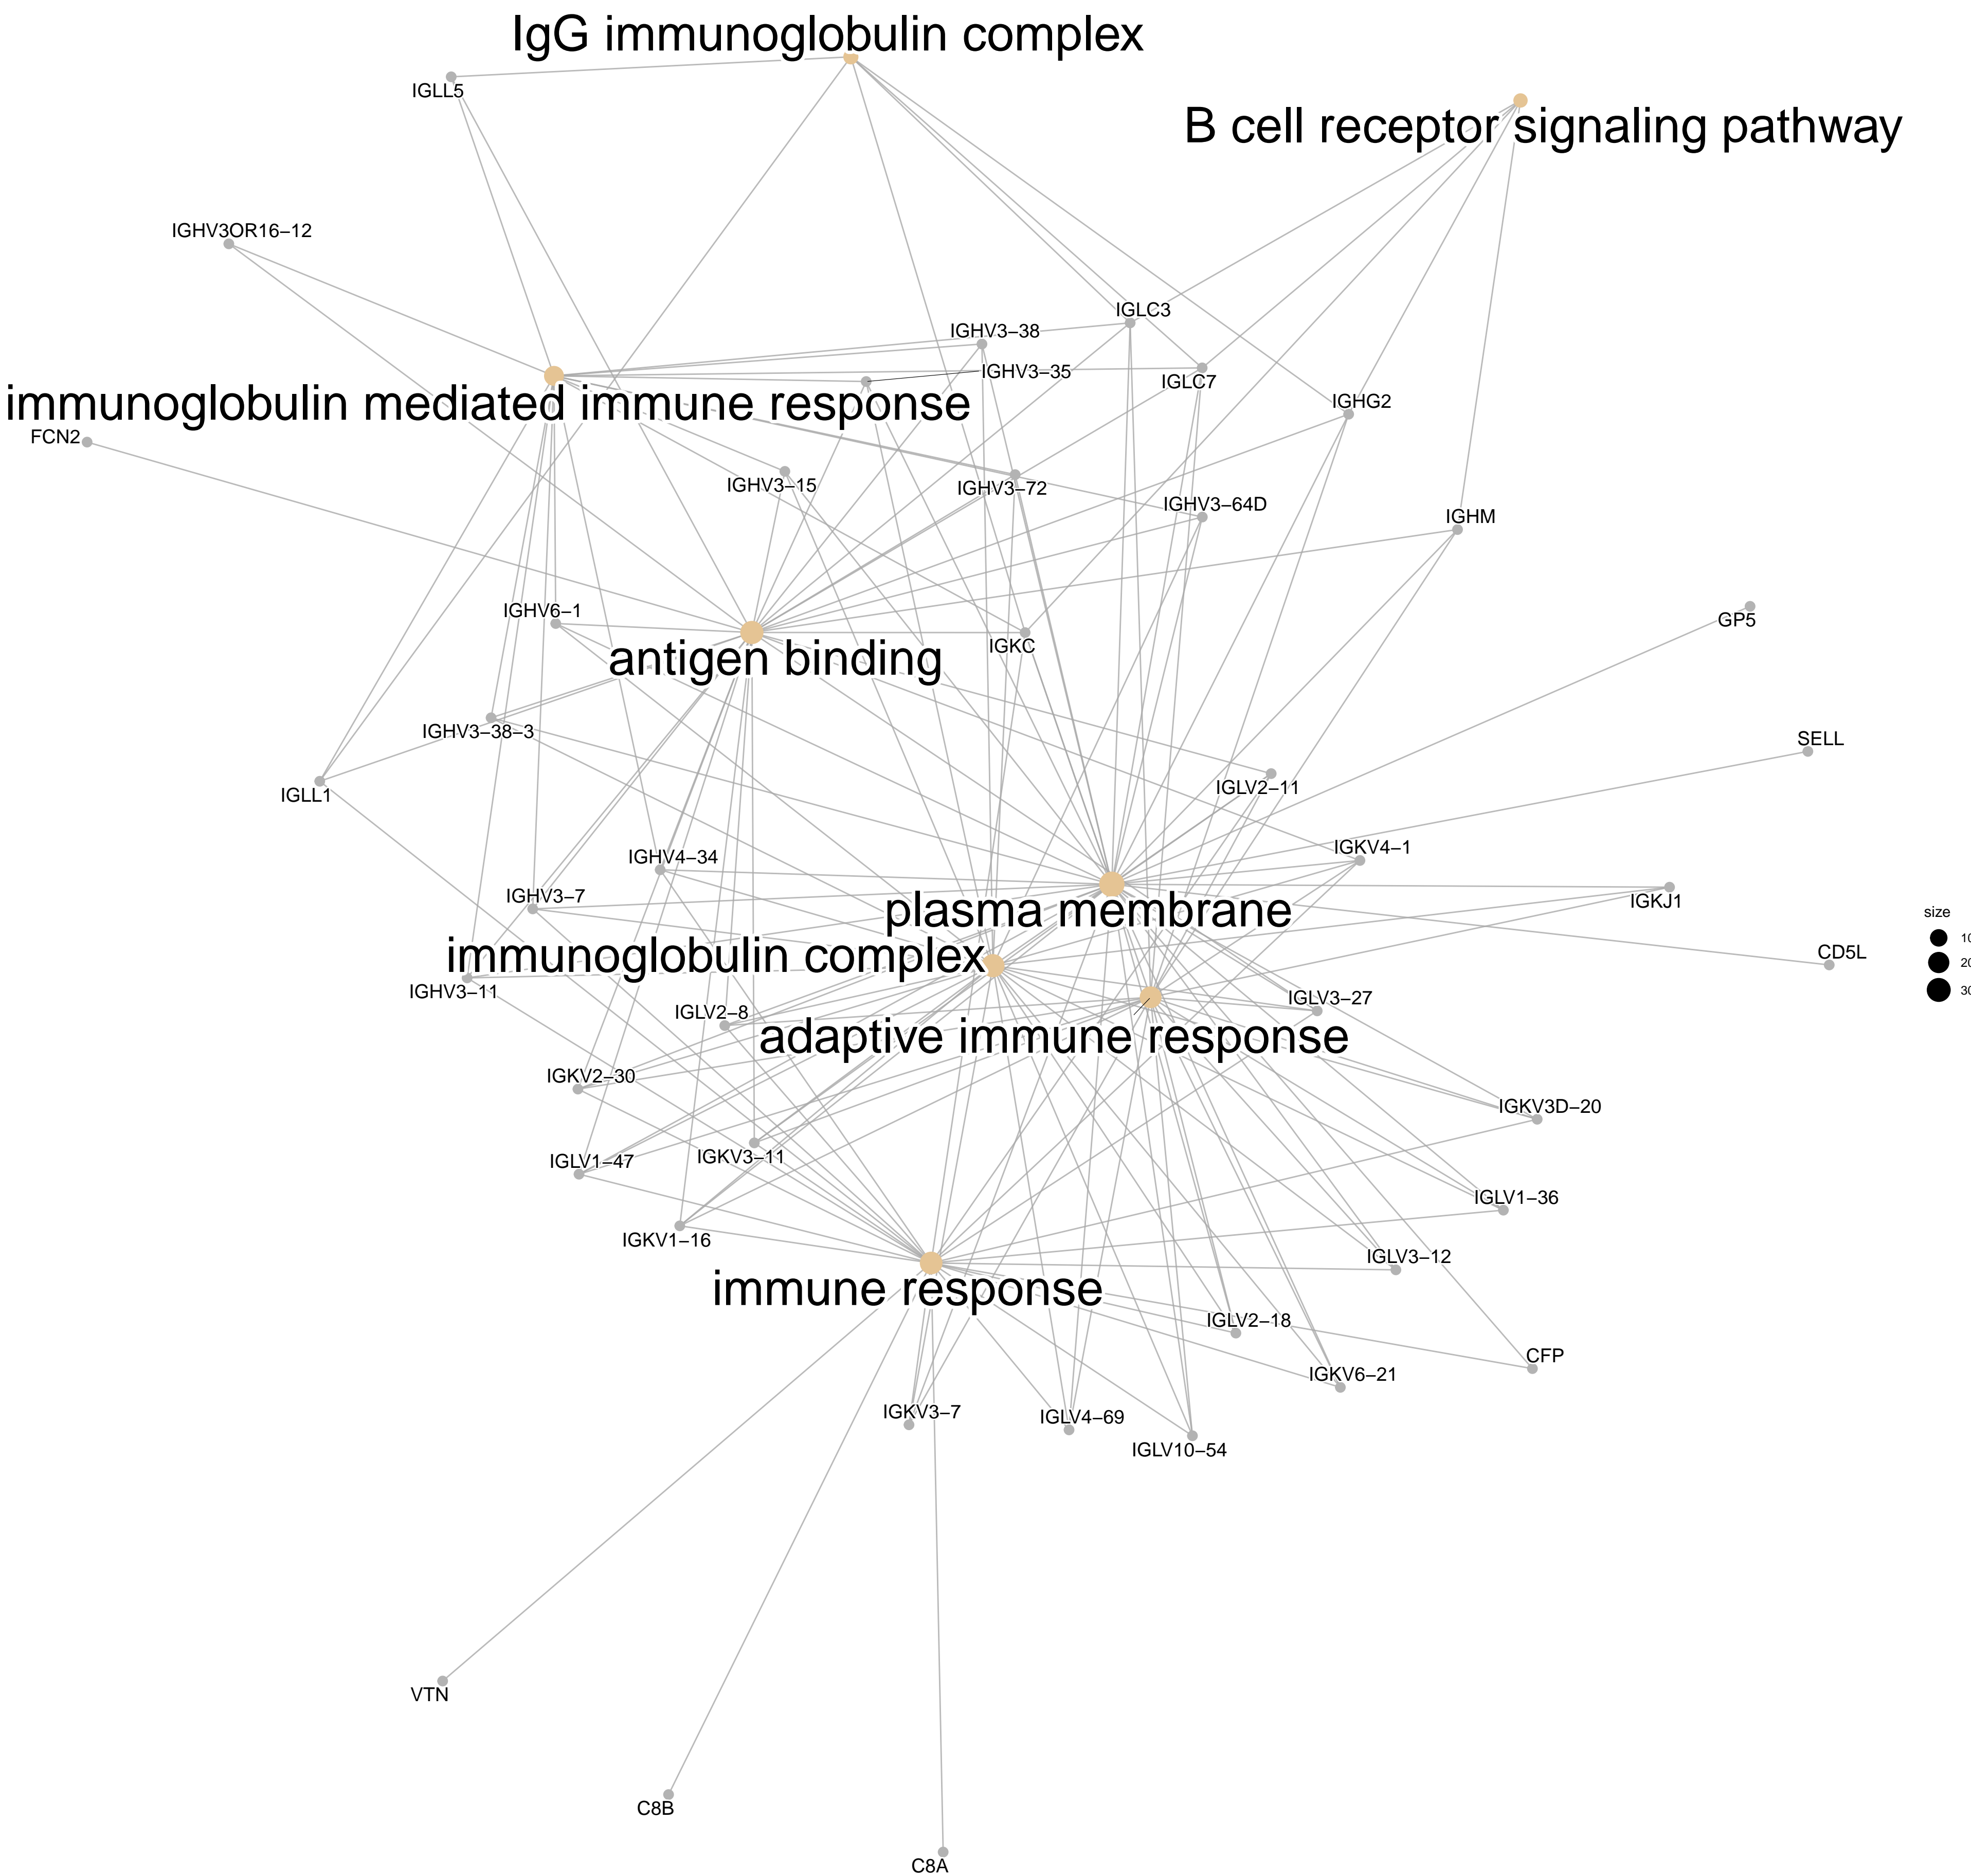 IgG immunoglobulin complex
IGLL5
B cell receptor signaling pathway
IGHV3OR16–12
IGLC3
IGHV3–38
IGHV3–35
IGLC7
immunoglobulin mediated immune response
IGHG2
FCN2
IGHV3–15
IGHV3–72
IGHV3–64D
IGHM
IGHV6–1
GP5
IGKC
antigen binding
IGHV3–38–3
SELL
IGLL1
IGLV2–11
IGKV4–1
IGHV4–34
IGHV3–7
IGKJ1
plasma membrane
size
10
20
30
immunoglobulin complex
CD5L
IGHV3–11
IGLV3–27
IGLV2–8
adaptive immune response
IGKV2–30
IGKV3D–20
IGKV3–11
IGLV1–47
IGLV1–36
IGKV1–16
IGLV3–12
immune response
IGLV2–18
CFP
IGKV6–21
IGKV3–7
IGLV4–69
IGLV10–54
VTN
C8B
C8A